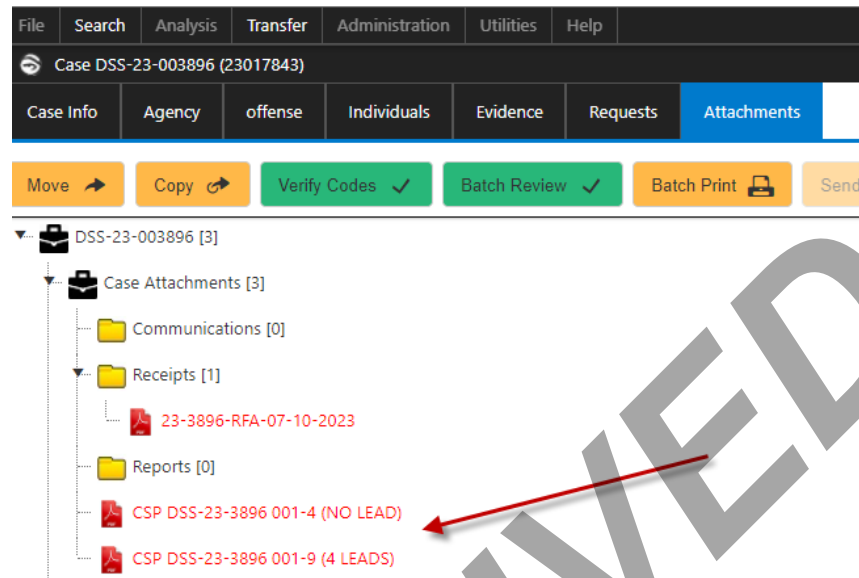 File Search Analysis Transfer Administration Utilities Help
Case DSS-23-003896 (23017843)
Case Info Agency offense Individuals Evidence Requests Attachments
Move Copy Verify Codes Batch Review Batch Print Send
DSS-23-003896 [3]
Case Attachments [3]
Communications [0]
Receipts [1]
23-3896-RFA-07-10-2023
Reports [0]
CSP DSS-23-3896 001-4 (NO LEAD)
CSP DSS-23-3896 001-9 (4 LEADS)
VED